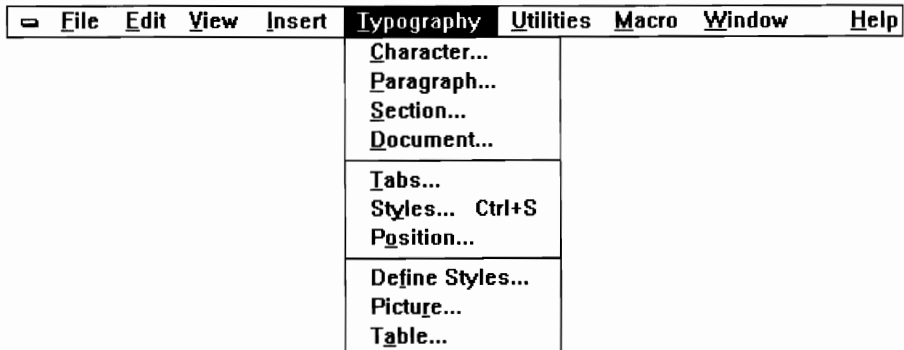 File Edit View Insert Typography Utilities Macro Window Help
Character...
Paragraph...
Section...
Document...
Tabs...
Styles... Ctrl+S
Position...
Define Styles...
Picture...
Table...